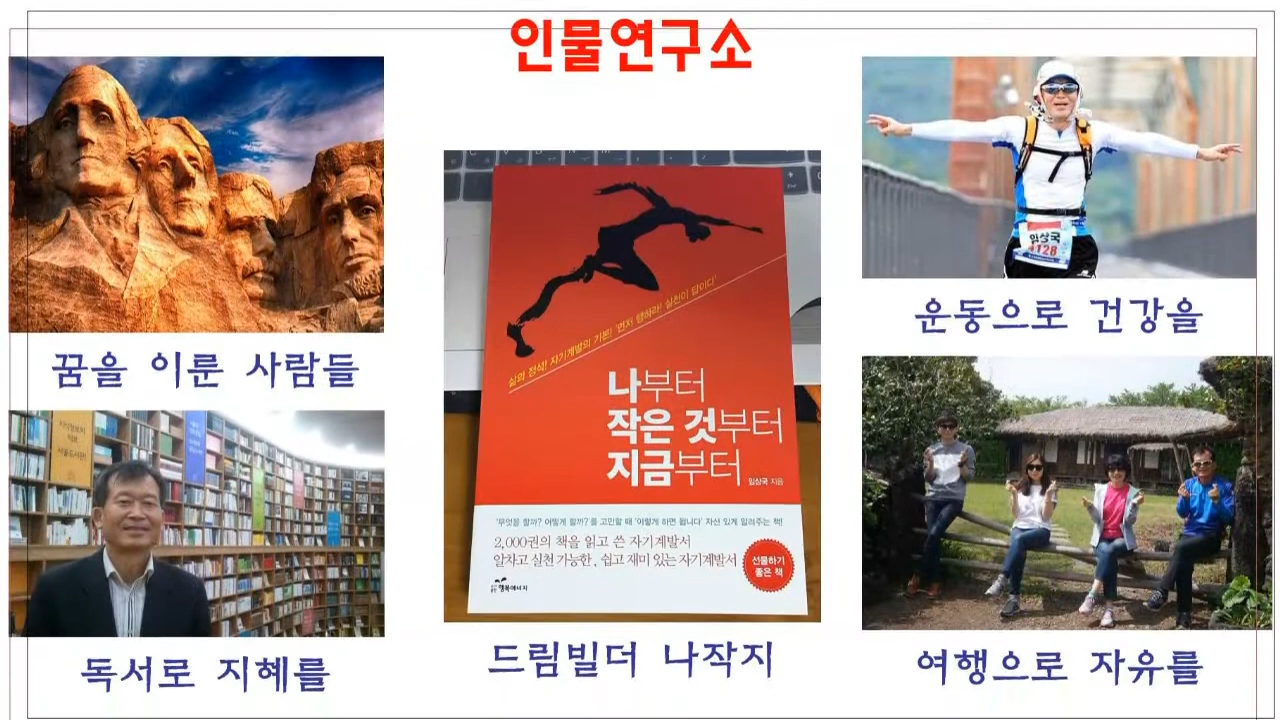 인물연구소
꿈을 이룬 사람들
독서로 지혜를
삶의 정석! 자기계발의 기본! '먼저 행하라! 실천이 답이다'
나부터
작은 것부터
지금부터
임상국 지음
'무엇을 할까? 어떻게 할까?'를 고민할 때 '이렇게 하면 됩니다' 자신 있게 알려주는 책!
2,000권의 책을 읽고 쓴 자기계발서
알차고 실천 가능한, 쉽고 재미 있는 자기계발서
선물하기
좋은 책
행복에너지
드림빌더 나작지
임상국
4128
운동으로 건강을
여행으로 자유를